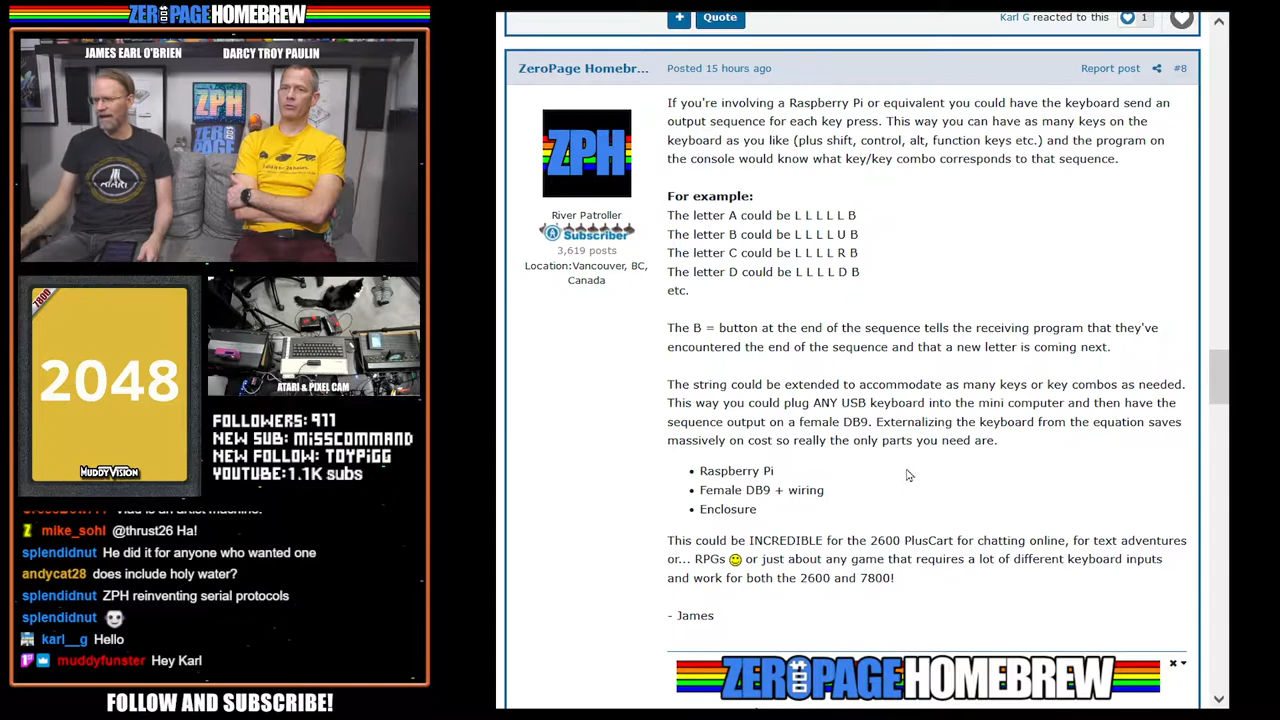 ZERO PAGE HOMEBREW
JAMES EARL O'BRIEN
DARCY TROY PAULIN
ZPH
ATARI
7800
2048
MUDDYVISION
ATARI & PIXEL CAM
FOLLOWERS: 911
NEW SUB: MISSCOMMAND
NEW FOLLOW: TOYPIGG
YOUTUBE:1.1K subs
mike_sohl @thrust26 Ha!
splendidnut He did it for anyone who wanted one
andycat28 does include holy water?
splendidnut ZPH reinventing serial protocols
splendidnut
karl__g Hello
muddyfunster Hey Karl
FOLLOW AND SUBSCRIBE!
+ Quote
Karl G reacted to this 1
ZeroPage Homebr...
Posted 15 hours ago
Report post #8
ZPH
River Patroller
Subscriber
3,619 posts
Location:Vancouver, BC,
Canada
If you're involving a Raspberry Pi or equivalent you could have the keyboard send an
output sequence for each key press. This way you can have as many keys on the
keyboard as you like (plus shift, control, alt, function keys etc.) and the program on
the console would know what key/key combo corresponds to that sequence.
For example:
The letter A could be L L L L L B
The letter B could be L L L L U B
The letter C could be L L L L R B
The letter D could be L L L L D B
etc.
The B = button at the end of the sequence tells the receiving program that they've
encountered the end of the sequence and that a new letter is coming next.
The string could be extended to accommodate as many keys or key combos as needed.
This way you could plug ANY USB keyboard into the mini computer and then have the
sequence output on a female DB9. Externalizing the keyboard from the equation saves
massively on cost so really the only parts you need are.
• Raspberry Pi
• Female DB9 + wiring
• Enclosure
This could be INCREDIBLE for the 2600 PlusCart for chatting online, for text adventures
or... RPGs or just about any game that requires a lot of different keyboard inputs
and work for both the 2600 and 7800!
- James
ZEROPAGE HOMEBREW